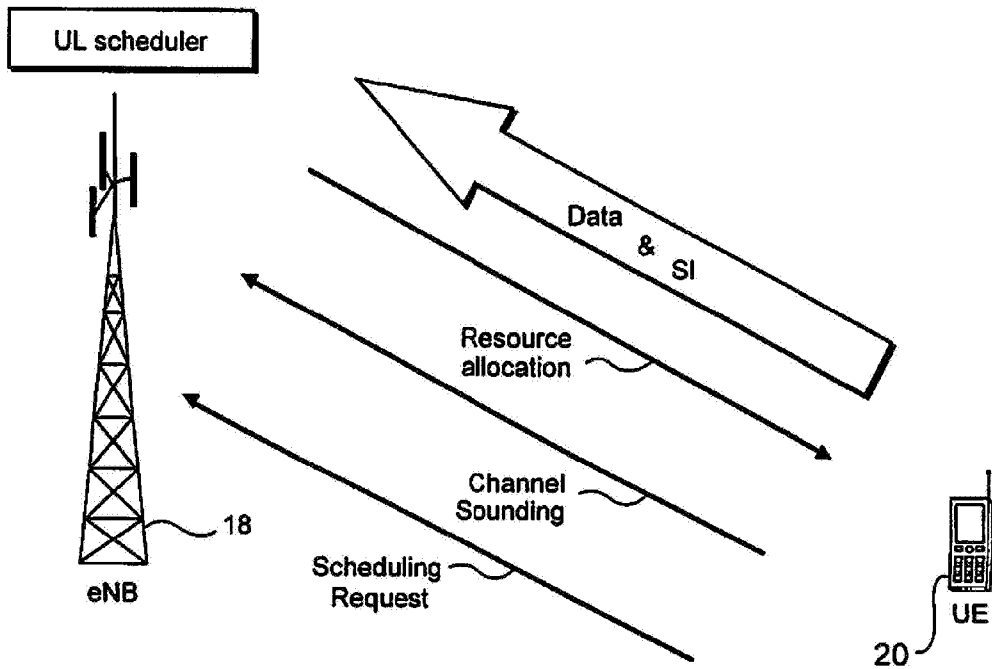 UL scheduler
Data
&
SI
Resource
allocation
Channel
Sounding
Scheduling
Request
18
eNB
UE
20